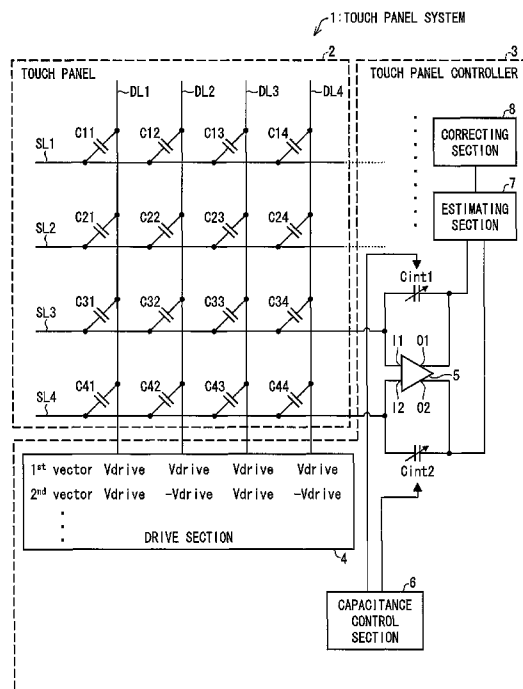 1:TOUCH PANEL SYSTEM
2
3
TOUCH PANEL
TOUCH PANEL CONTROLLER
DL1
DL2
DL3
DL4
8
C11
C12
C13
C14
CORRECTING
SECTION
SL1
7
C21
C22
C23
C24
ESTIMATING
SECTION
SL2
Cint1
C31
C32
C33
C34
SL3
I1
O1
5
I2
O2
C41
C42
C43
C44
SL4
Cint2
1st vector Vdrive Vdrive Vdrive Vdrive
2nd vector Vdrive -Vdrive Vdrive -Vdrive
DRIVE SECTION
4
6
CAPACITANCE
CONTROL
SECTION